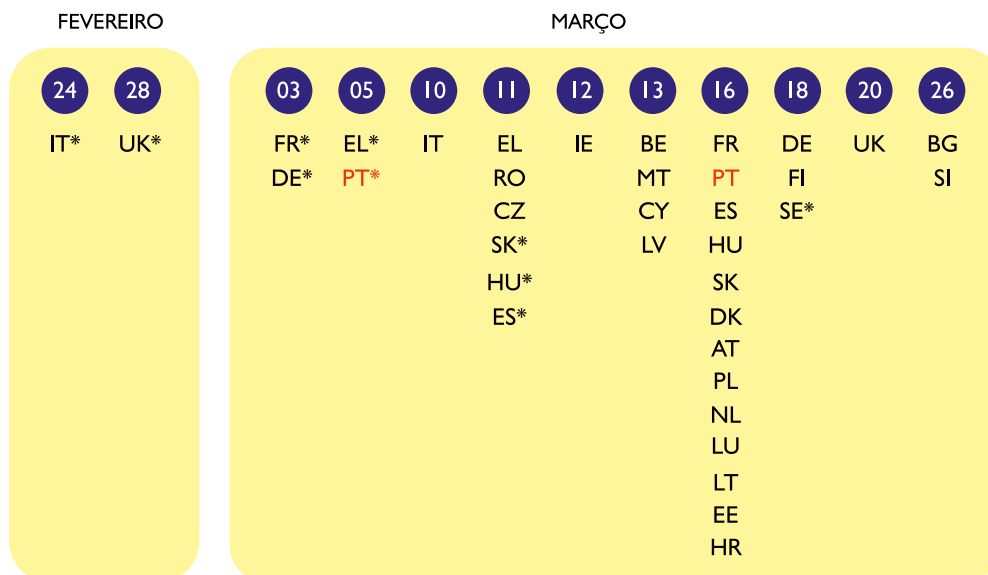 FEVEREIRO MARÇO
24 28 03 05 10 11 12 13 16 18 20 26
IT* UK* FR* EL* IT EL IE BE FR DE UK BG
DE* PT* RO MT PT FI SI
CZ CY ES SE*
SK* LV HU
HU* SK
ES* DK
AT
PL
NL
LU
LT
EE
HR